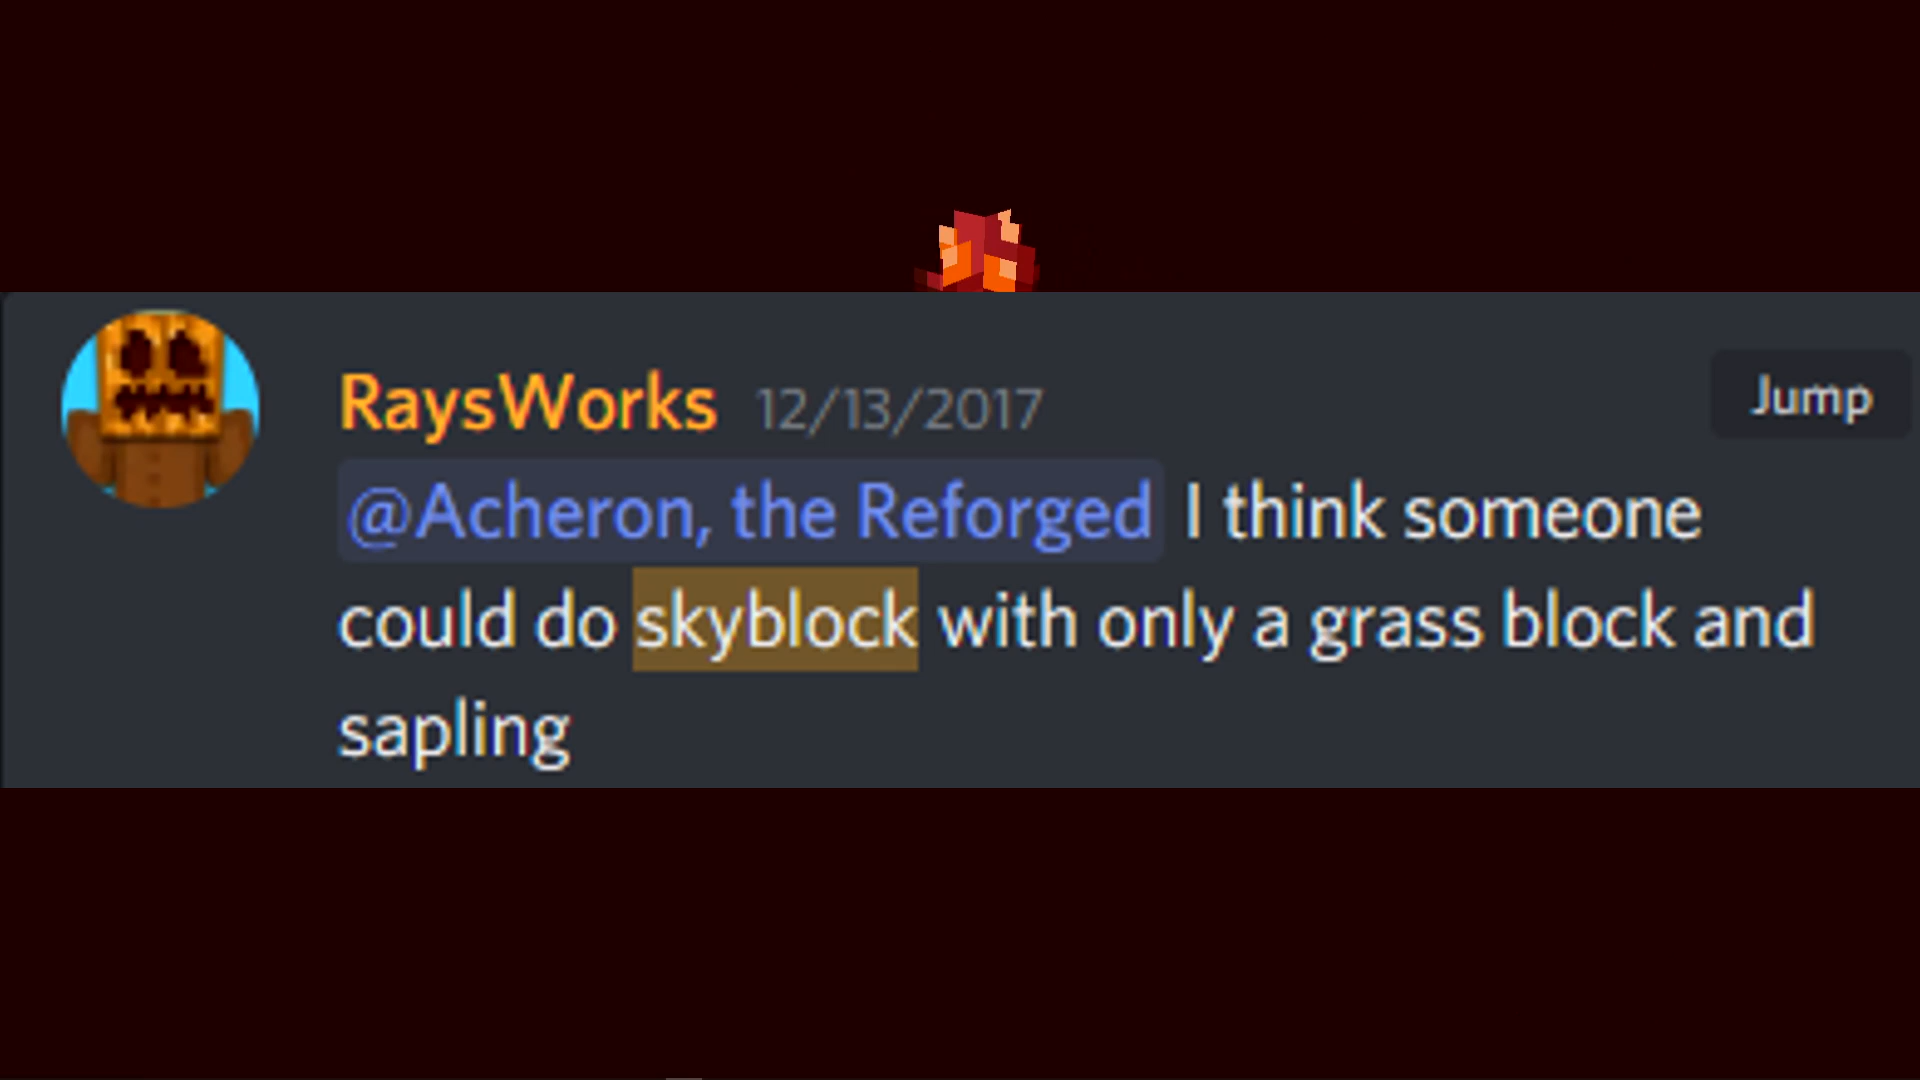 RaysWorks 12/13/2017 Jump
@Acheron, the Reforged I think someone
could do skyblock with only a grass block and
sapling